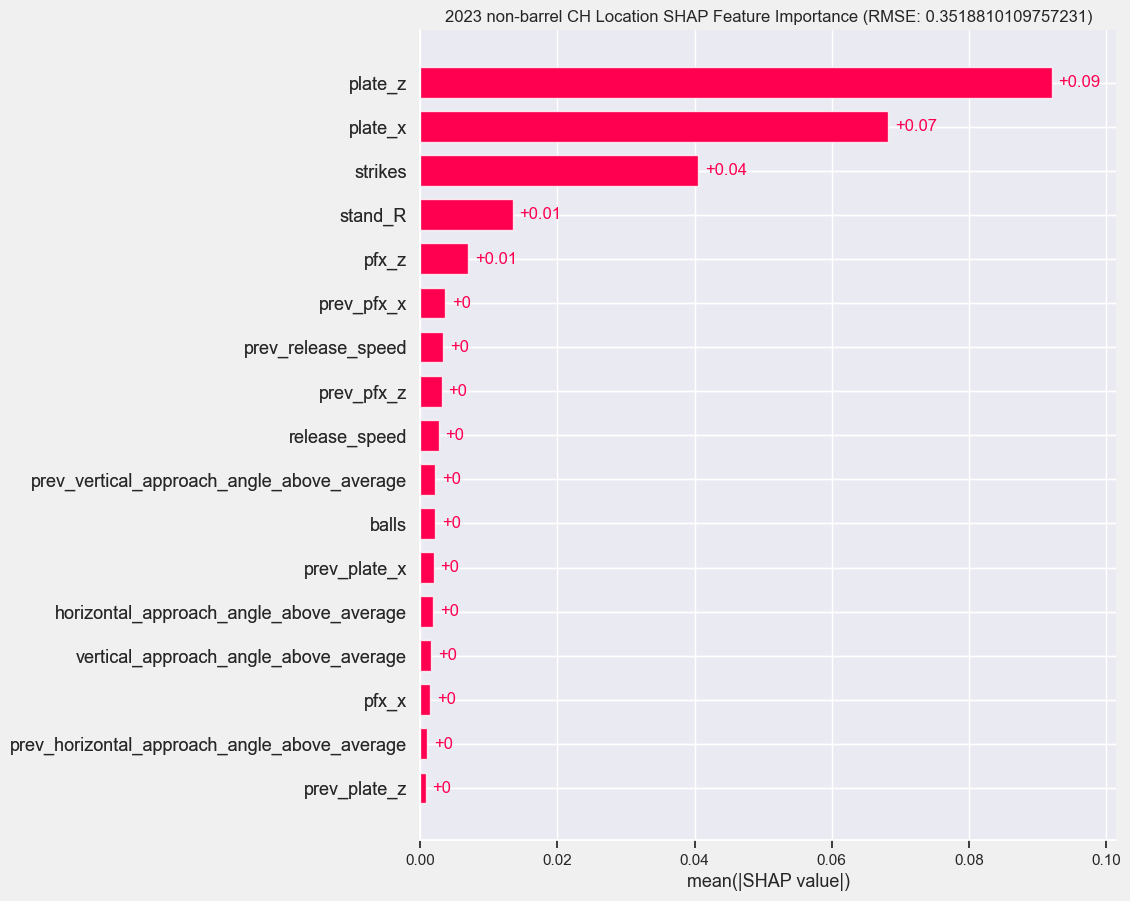 2023 non-barrel CH Location SHAP Feature Importance (RMSE: 0.3518810109757231)
plate_z +0.09
plate_x +0.07
strikes +0.04
stand_R +0.01
pfx_z +0.01
prev_pfx_x +0
prev_release_speed +0
prev_pfx_z +0
release_speed +0
prev_vertical_approach_angle_above_average +0
balls +0
prev_plate_x +0
horizontal_approach_angle_above_average +0
vertical_approach_angle_above_average +0
pfx_x +0
prev_horizontal_approach_angle_above_average +0
prev_plate_z +0
0.00 0.02 0.04 0.06 0.08 0.10
mean(|SHAP value|)